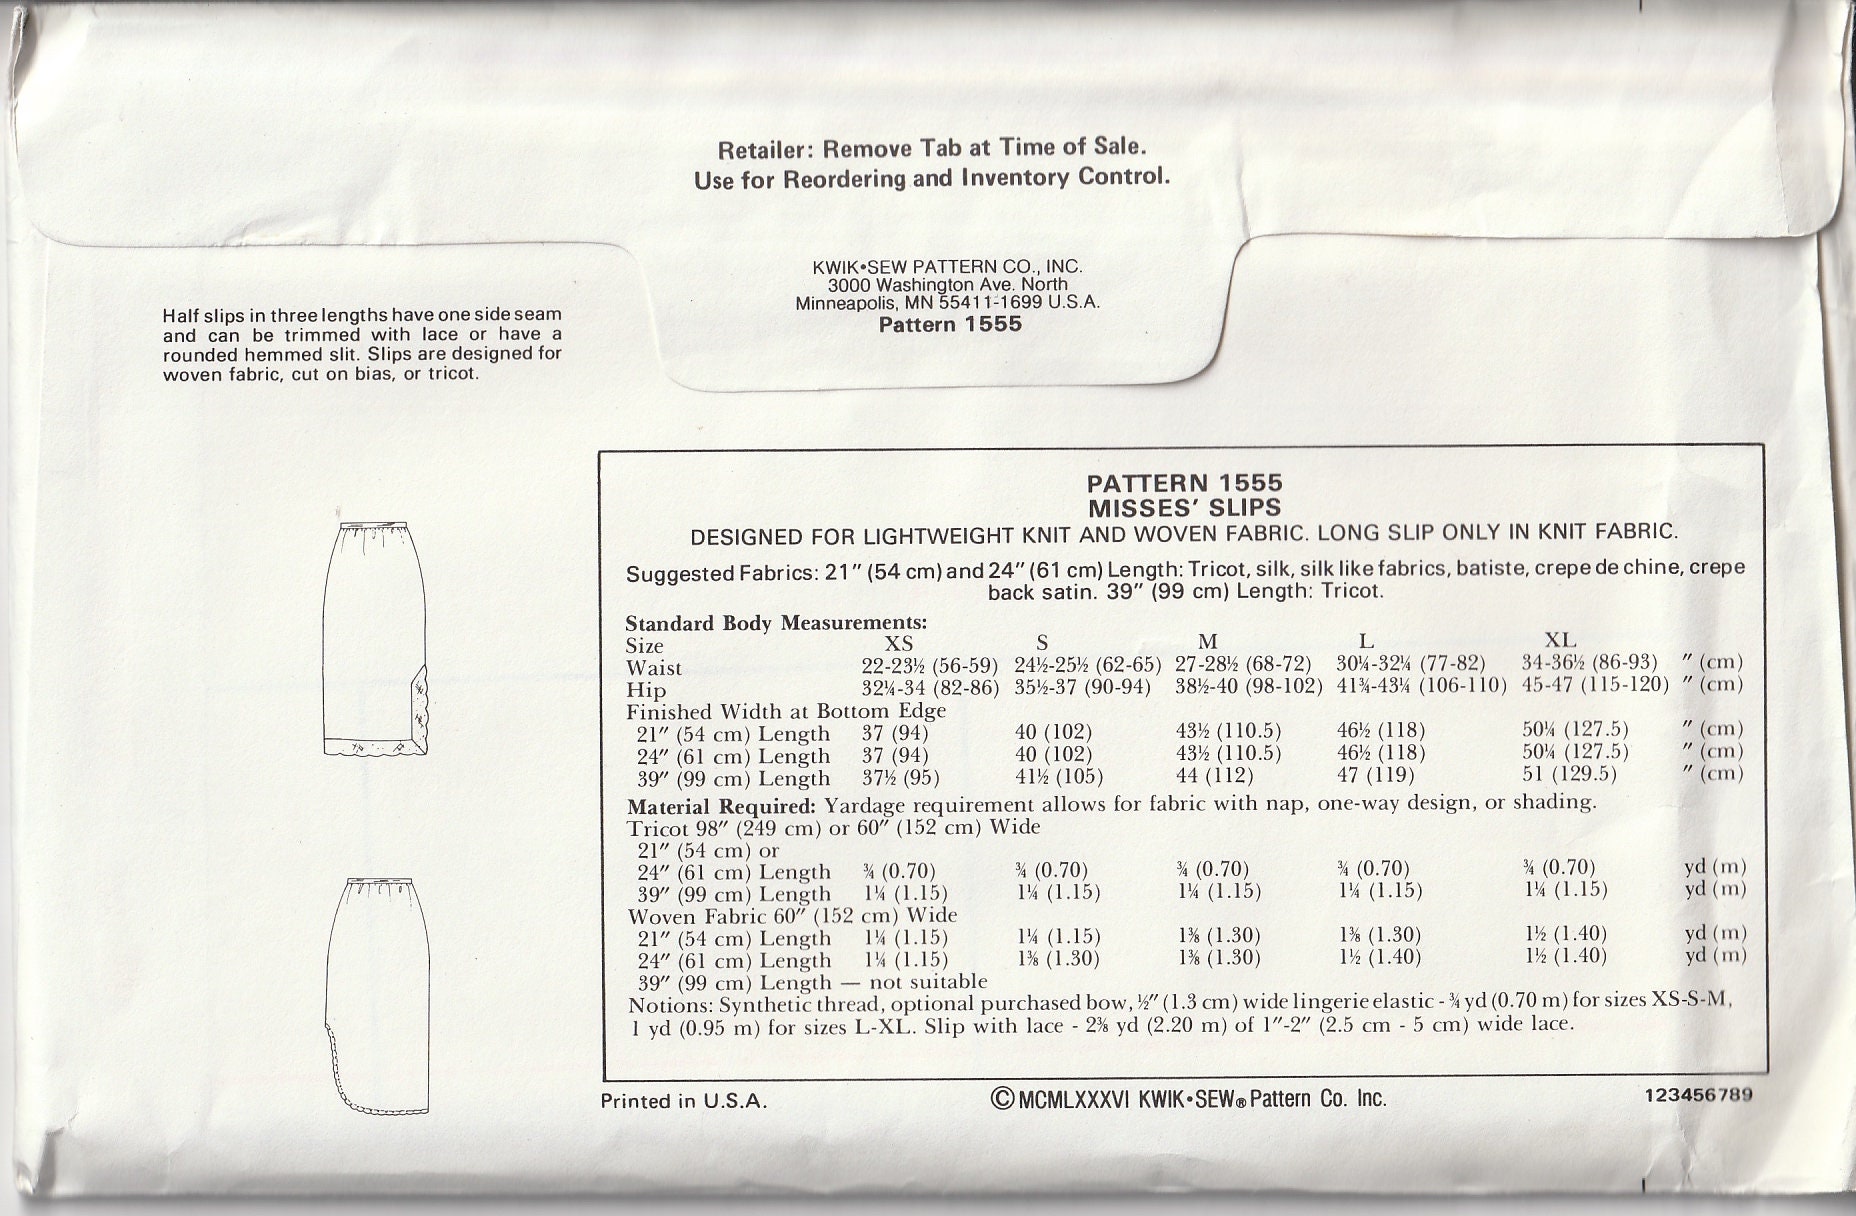 Retailer: Remove Tab at Time of Sale.
Use for Reordering and Inventory Control.
KWIK•SEW PATTERN CO., INC.
3000 Washington Ave. North
Minneapolis, MN 55411-1699 U.S.A.
Pattern 1555
Half slips in three lengths have one side seam
and can be trimmed with lace or have a
rounded hemmed slit. Slips are designed for
woven fabric, cut on bias, or tricot.
PATTERN 1555
MISSES' SLIPS
DESIGNED FOR LIGHTWEIGHT KNIT AND WOVEN FABRIC. LONG SLIP ONLY IN KNIT FABRIC.
Suggested Fabrics: 21" (54 cm) and 24" (61 cm) Length: Tricot, silk, silk like fabrics, batiste, crepe de chine, crepe
back satin. 39" (99 cm) Length: Tricot.
Standard Body Measurements:
Size XS S M L XL
Waist 22-23½ (56-59) 24½-25½ (62-65) 27-28½ (68-72) 30¼-32¼ (77-82) 34-36½ (86-93) " (cm)
Hip 32¼-34 (82-86) 35½-37 (90-94) 38½-40 (98-102) 41¾-43¼ (106-110) 45-47 (115-120) " (cm)
Finished Width at Bottom Edge
21" (54 cm) Length 37 (94) 40 (102) 43½ (110.5) 46½ (118) 50¼ (127.5) " (cm)
24" (61 cm) Length 37 (94) 40 (102) 43½ (110.5) 46½ (118) 50¼ (127.5) " (cm)
39" (99 cm) Length 37½ (95) 41½ (105) 44 (112) 47 (119) 51 (129.5) " (cm)
Material Required: Yardage requirement allows for fabric with nap, one-way design, or shading.
Tricot 98" (249 cm) or 60" (152 cm) Wide
21" (54 cm) or
24" (61 cm) Length ¾ (0.70) ¾ (0.70) ¾ (0.70) ¾ (0.70) ¾ (0.70) yd (m)
39" (99 cm) Length 1¼ (1.15) 1¼ (1.15) 1¼ (1.15) 1¼ (1.15) 1¼ (1.15) yd (m)
Woven Fabric 60" (152 cm) Wide
21" (54 cm) Length 1¼ (1.15) 1¼ (1.15) 1⅜ (1.30) 1⅜ (1.30) 1½ (1.40) yd (m)
24" (61 cm) Length 1¼ (1.15) 1⅜ (1.30) 1⅜ (1.30) 1½ (1.40) 1½ (1.40) yd (m)
39" (99 cm) Length — not suitable
Notions: Synthetic thread, optional purchased bow, ½" (1.3 cm) wide lingerie elastic - ¾ yd (0.70 m) for sizes XS-S-M,
1 yd (0.95 m) for sizes L-XL. Slip with lace - 2⅜ yd (2.20 m) of 1"-2" (2.5 cm - 5 cm) wide lace.
Printed in U.S.A.
© MCMLXXXVI KWIK•SEW® Pattern Co. Inc.
123456789